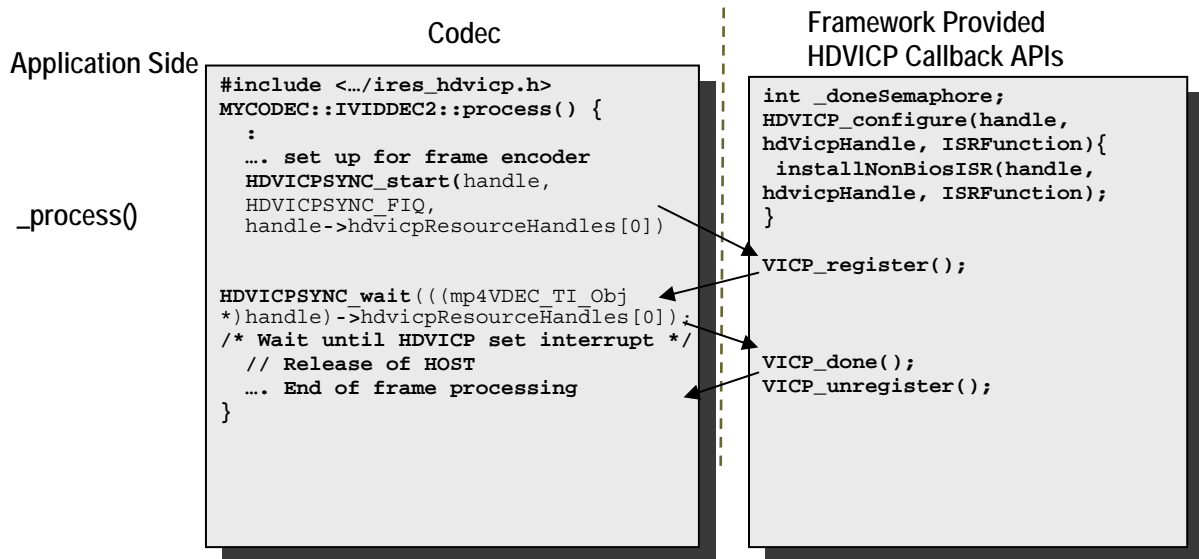 Application Side
_process()
Codec
#include <…/ires_hdvicp.h>
MYCODEC::IVIDDEC2::process() {
:
…. set up for frame encoder
HDVICPSYNC_start(handle,
HDVICPSYNC_FIQ,
handle->hdvicpResourceHandles[0])
HDVICPSYNC_wait(((mp4VDEC_TI_Obj
*)handle)->hdvicpResourceHandles[0]);
/* Wait until HDVICP set interrupt */
// Release of HOST
…. End of frame processing
}
Framework Provided
HDVICP Callback APIs
int _doneSemaphore;
HDVICP_configure(handle,
hdVicpHandle, ISRFunction){
installNonBiosISR(handle,
hdvicpHandle, ISRFunction);
}
VICP_register();
VICP_done();
VICP_unregister();